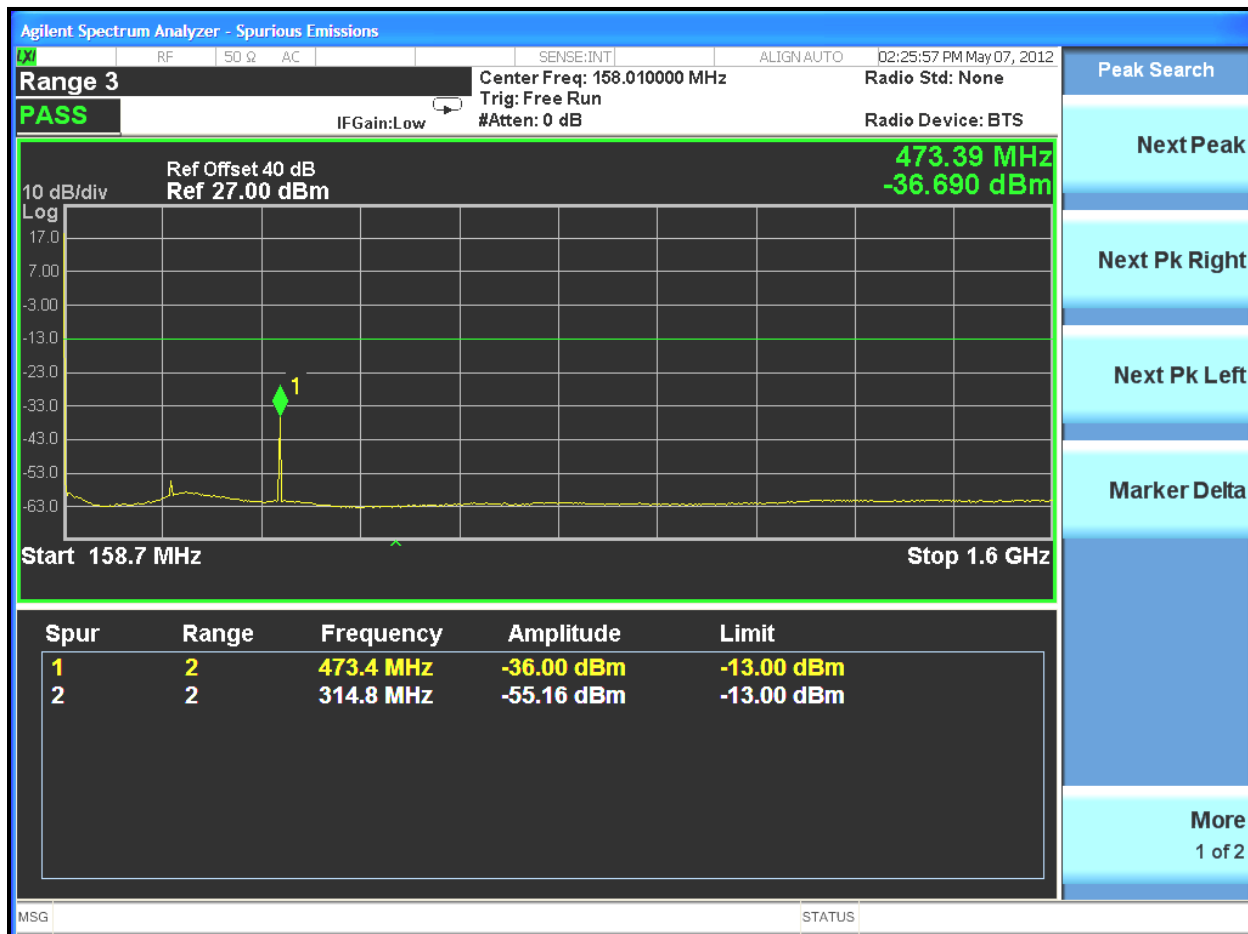 Agilent Spectrum Analyzer - Spurious Emissions
LXI RF 50 Ω AC SENSE:INT ALIGN AUTO 02:25:57 PM May 07, 2012
Range 3
Center Freq: 158.010000 MHz
Radio Std: None
PASS
Trig: Free Run
IFGain:Low
#Atten: 0 dB
Radio Device: BTS
473.39 MHz
-36.690 dBm
Ref Offset 40 dB
10 dB/div
Ref 27.00 dBm
Log
17.0
7.00
-3.00
-13.0
-23.0
1
-33.0
-43.0
-53.0
-63.0
Start 158.7 MHz
Stop 1.6 GHz
Spur Range Frequency Amplitude Limit
1 2 473.4 MHz -36.00 dBm -13.00 dBm
2 2 314.8 MHz -55.16 dBm -13.00 dBm
MSG
STATUS
Peak Search
Next Peak
Next Pk Right
Next Pk Left
Marker Delta
More
1 of 2